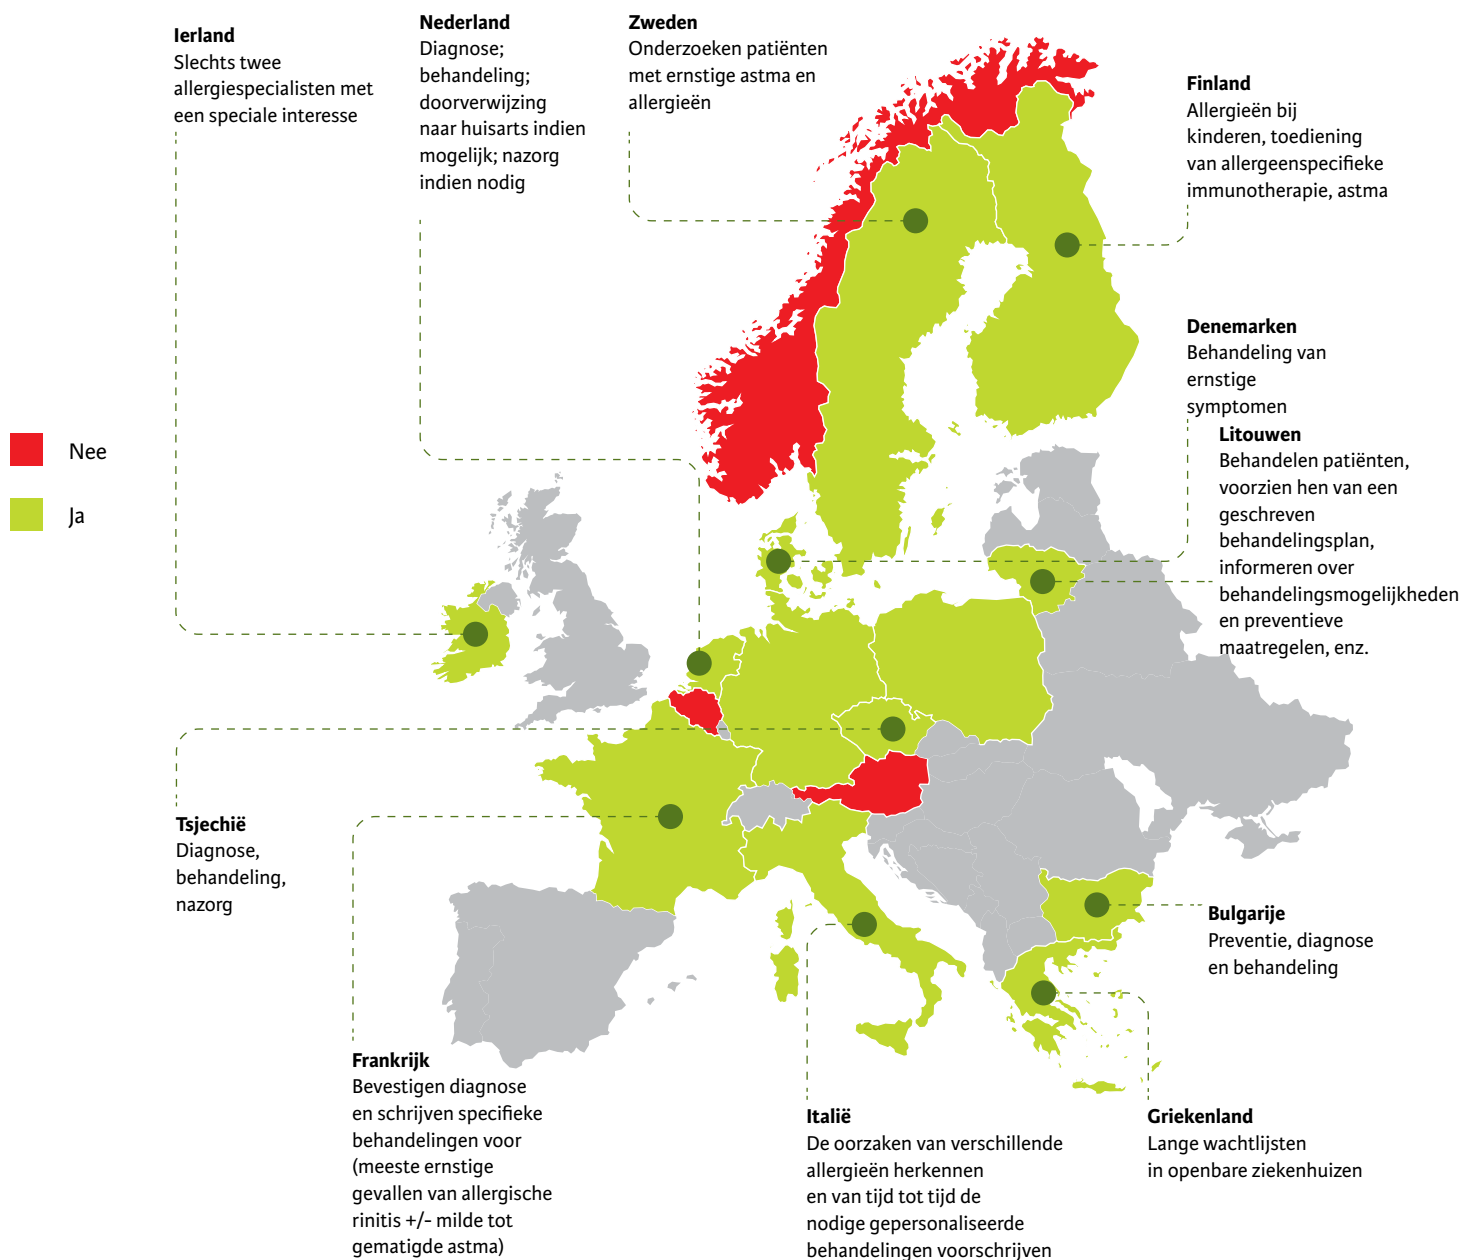 Ierland
Slechts twee
allergiespecialisten met
een speciale interesse
Nederland
Diagnose;
behandeling;
doorverwijzing
naar huisarts indien
mogelijk; nazorg
indien nodig
Zweden
Onderzoeken patiënten
met ernstige astma en
allergieën
Finland
Allergieën bij
kinderen, toediening
van allergeenspecifieke
immunotherapie, astma
Denemarken
Behandeling van
ernstige
symptomen
Litouwen
Behandelen patiënten,
voorzien hen van een
geschreven
behandelingsplan,
informeren over
behandelingsmogelijkheden
en preventieve
maatregelen, enz.
Nee
Ja
Tsjechië
Diagnose,
behandeling,
nazorg
Bulgarije
Preventie, diagnose
en behandeling
Frankrijk
Bevestigen diagnose
en schrijven specifieke
behandelingen voor
(meeste ernstige
gevallen van allergische
rinitis +/- milde tot
gematigde astma)
Italië
De oorzaken van verschillende
allergieën herkennen
en van tijd tot tijd de
nodige gepersonaliseerde
behandelingen voorschrijven
Griekenland
Lange wachtlijsten
in openbare ziekenhuizen